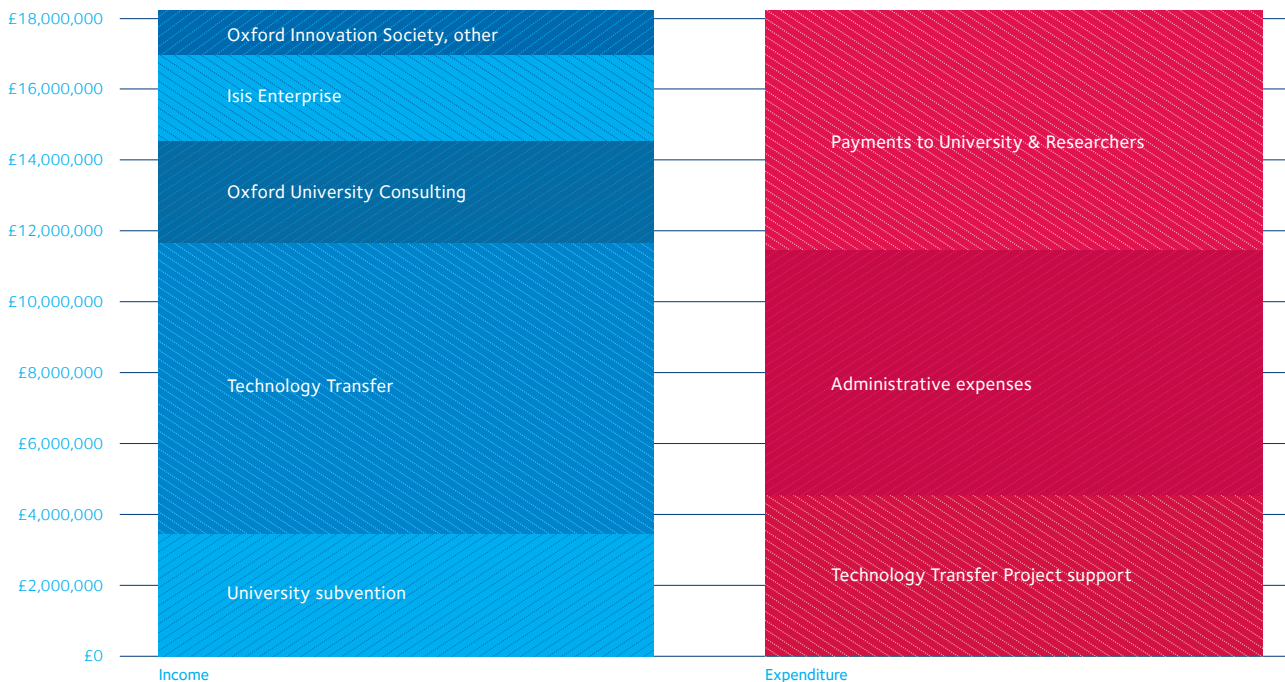 £18,000,000
Oxford Innovation Society, other
£16,000,000
Isis Enterprise
£14,000,000
Payments to University & Researchers
Oxford University Consulting
£12,000,000
£10,000,000
£8,000,000
Technology Transfer
Administrative expenses
£6,000,000
£4,000,000
£2,000,000
University subvention
Technology Transfer Project support
£0
Income
Expenditure